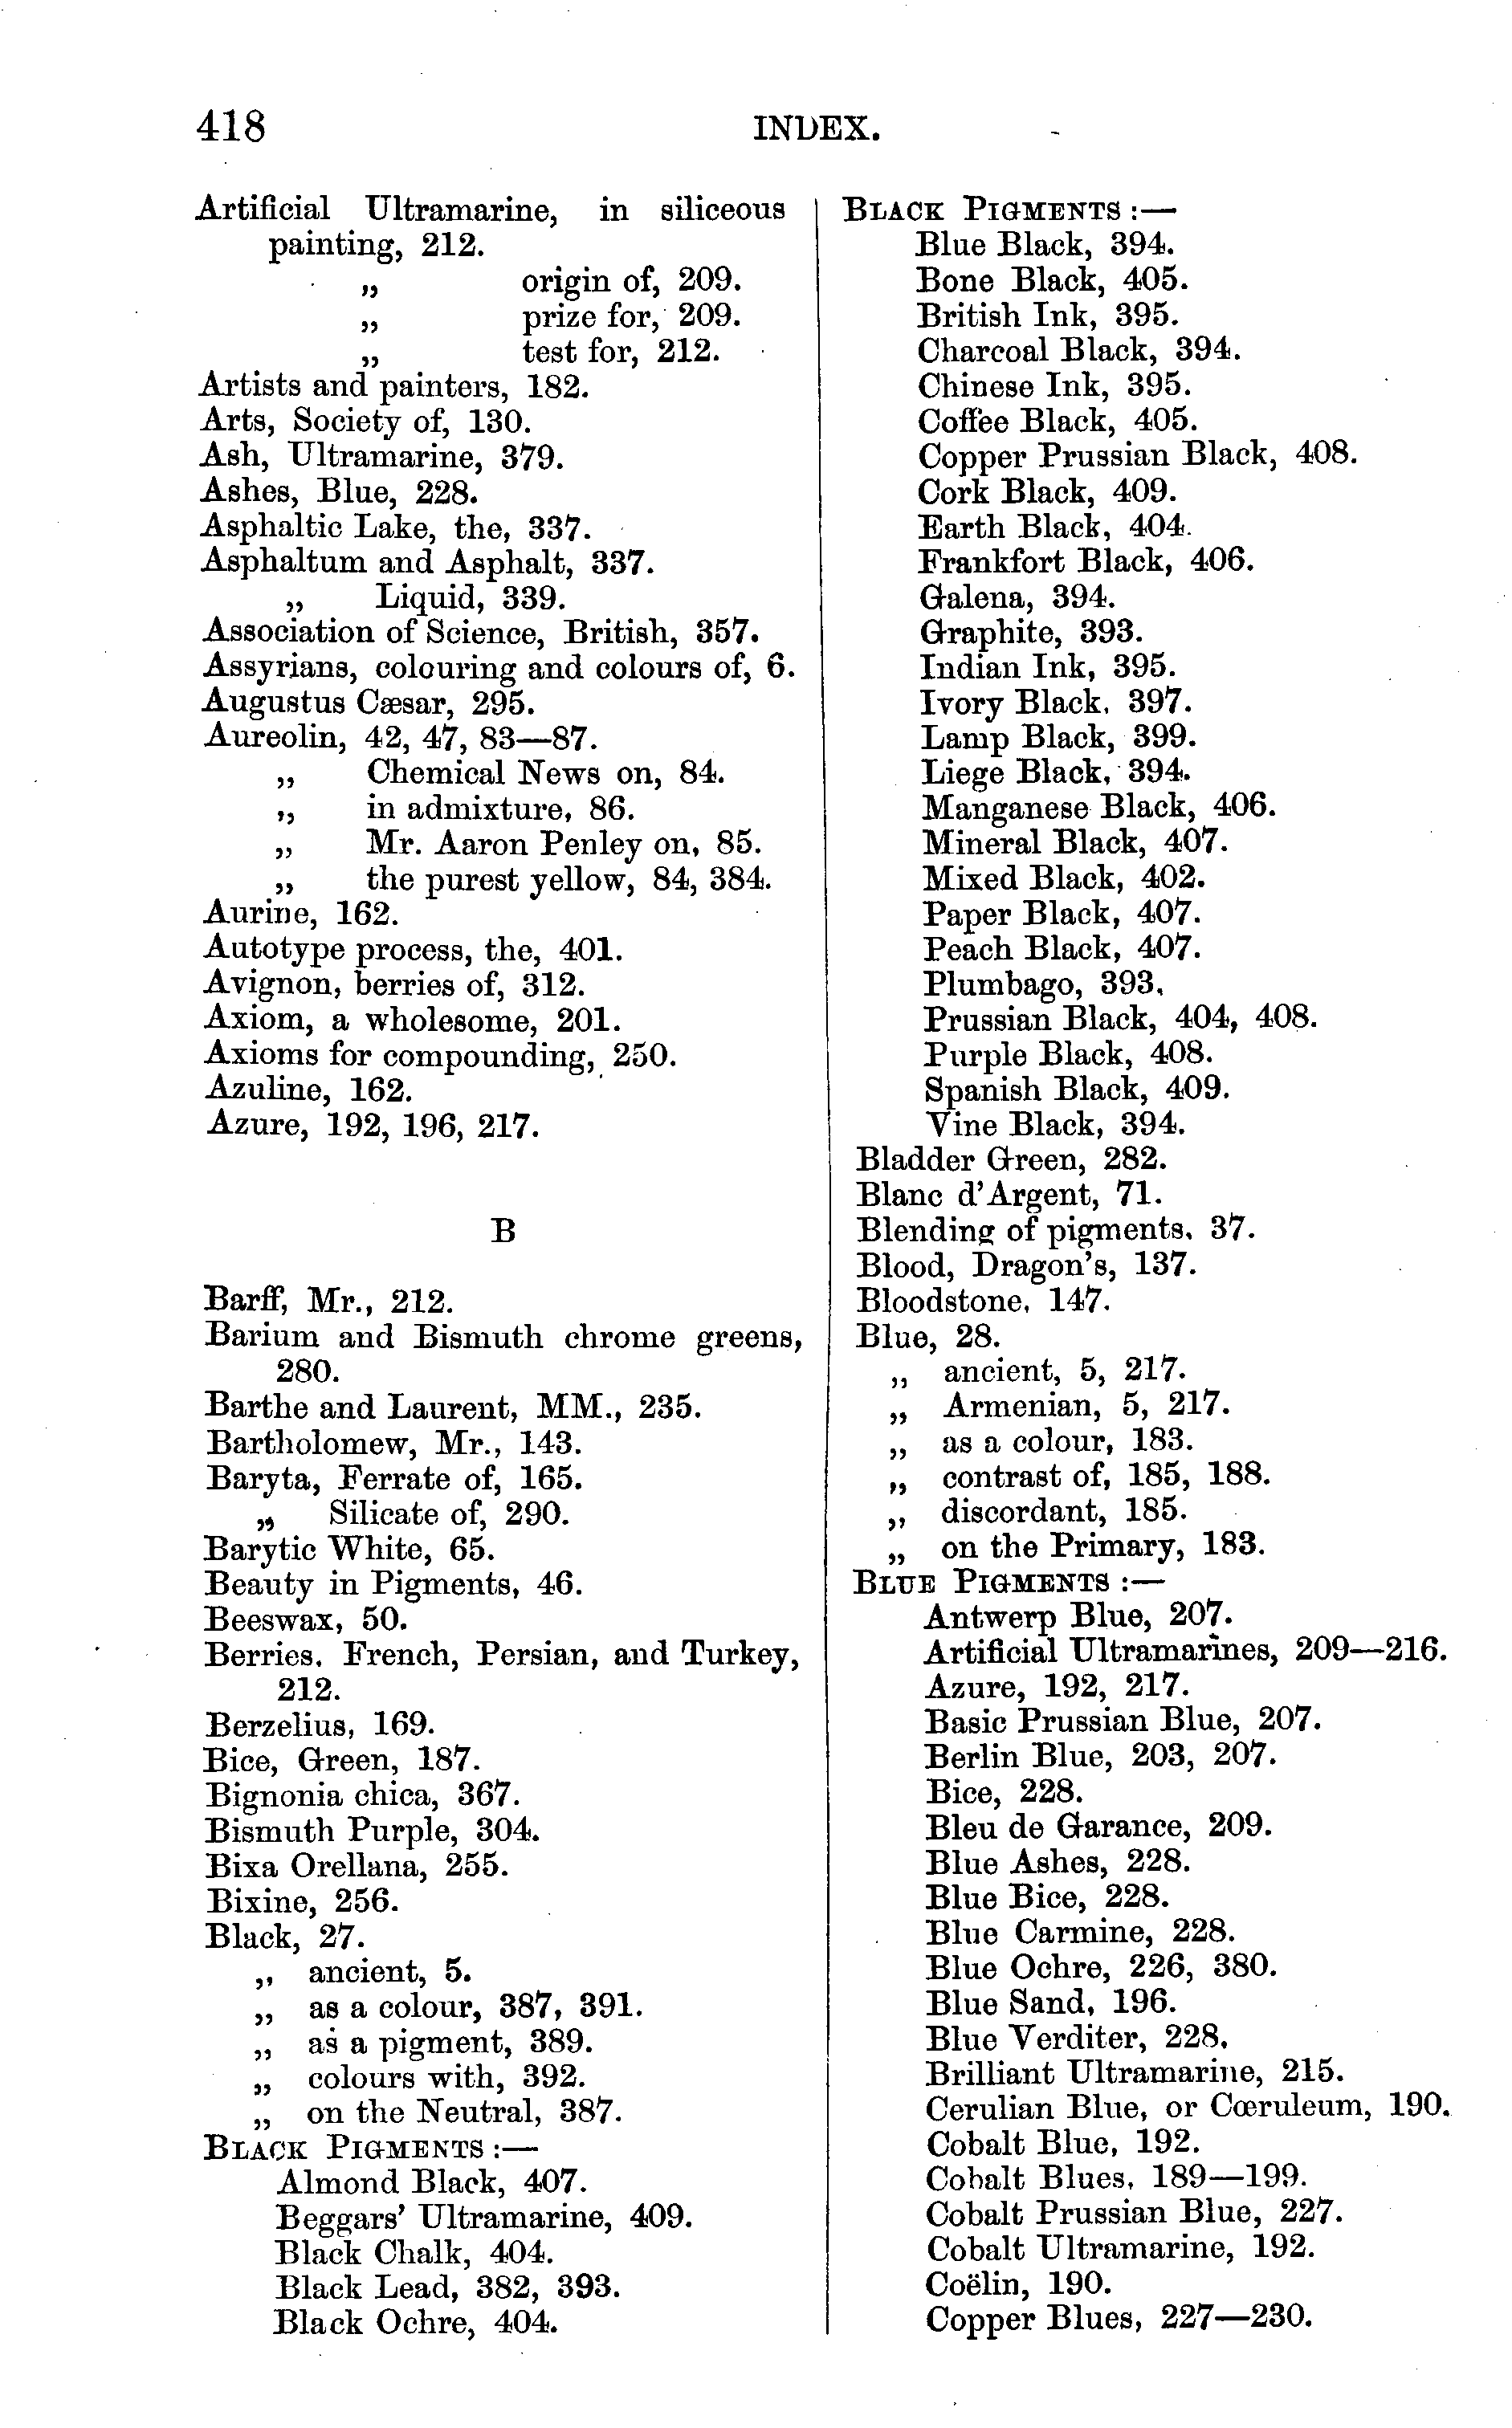 418
INDEX.
Artificial Ultramarine, in siliceous
painting, 212.
„ origin of, 209.
„ prize for, 209.
„ test for, 212.
Artists and painters, 182.
Arts, Society of, 130.
Ash, Ultramarine, 379.
Ashes, Blue, 228.
Asphaltic Lake, the, 337.
Asphaltum and Asphalt, 337.
„ Liquid, 339.
Association of Science, British, 357.
Assyrians, colouring and colours of, 6.
Augustus Cæsar, 295.
Aureolin, 42, 47, 83—87.
„ Chemical News on, 84.
„ in admixture, 86.
„ Mr. Aaron Penley on, 85.
„ the purest yellow, 84, 384.
Aurine, 162.
Autotype process, the, 401.
Avignon, berries of, 312.
Axiom, a wholesome, 201.
Axioms for compounding, 250.
Azuline, 162.
Azure, 192, 196, 217.
B
Barff, Mr., 212.
Barium and Bismuth chrome greens,
280.
Barthe and Laurent, MM., 235.
Bartholomew, Mr., 143.
Baryta, Ferrate of, 165.
„ Silicate of, 290.
Barytic White, 65.
Beauty in Pigments, 46.
Beeswax, 50.
Berries, French, Persian, and Turkey,
212.
Berzelius, 169.
Bice, Green, 187.
Bignonia chica, 367.
Bismuth Purple, 304.
Bixa Orellana, 255.
Bixine, 256.
Black, 27.
„ ancient, 5.
„ as a colour, 387, 391.
„ as a pigment, 389.
„ colours with, 392.
„ on the Neutral, 387.
BLACK PIGMENTS :—
Almond Black, 407.
Beggars' Ultramarine, 409.
Black Chalk, 404.
Black Lead, 382, 393.
Black Ochre, 404.
BLACK PIGMENTS :—
Blue Black, 394.
Bone Black, 405.
British Ink, 395.
Charcoal Black, 394.
Chinese Ink, 395.
Coffee Black, 405.
Copper Prussian Black, 408.
Cork Black, 409.
Earth Black, 404.
Frankfort Black, 406.
Galena, 394.
Graphite, 393.
Indian Ink, 395.
Ivory Black, 397.
Lamp Black, 399.
Liege Black, 394.
Manganese Black, 406.
Mineral Black, 407.
Mixed Black, 402.
Paper Black, 407.
Peach Black, 407.
Plumbago, 393.
Prussian Black, 404, 408.
Purple Black, 408.
Spanish Black, 409.
Vine Black, 394.
Bladder Green, 282.
Blanc d'Argent, 71.
Blending of pigments, 37.
Blood, Dragon's, 137.
Bloodstone, 147.
Blue, 28.
„ ancient, 5, 217.
„ Armenian, 5, 217.
„ as a colour, 183.
„ contrast of, 185, 188.
„ discordant, 185.
„ on the Primary, 183.
BLUE PIGMENTS :—
Antwerp Blue, 207.
Artificial Ultramarines, 209—216.
Azure, 192, 217.
Basic Prussian Blue, 207.
Berlin Blue, 203, 207.
Bice, 228.
Bleu de Garance, 209.
Blue Ashes, 228.
Blue Bice, 228.
Blue Carmine, 228.
Blue Ochre, 226, 380.
Blue Sand, 196.
Blue Verditer, 228.
Brilliant Ultramarine, 215.
Cerulian Blue, or Cœruleum, 190.
Cobalt Blue, 192.
Cobalt Blues, 189—199.
Cobalt Prussian Blue, 227.
Cobalt Ultramarine, 192.
Coëlin, 190.
Copper Blues, 227—230.